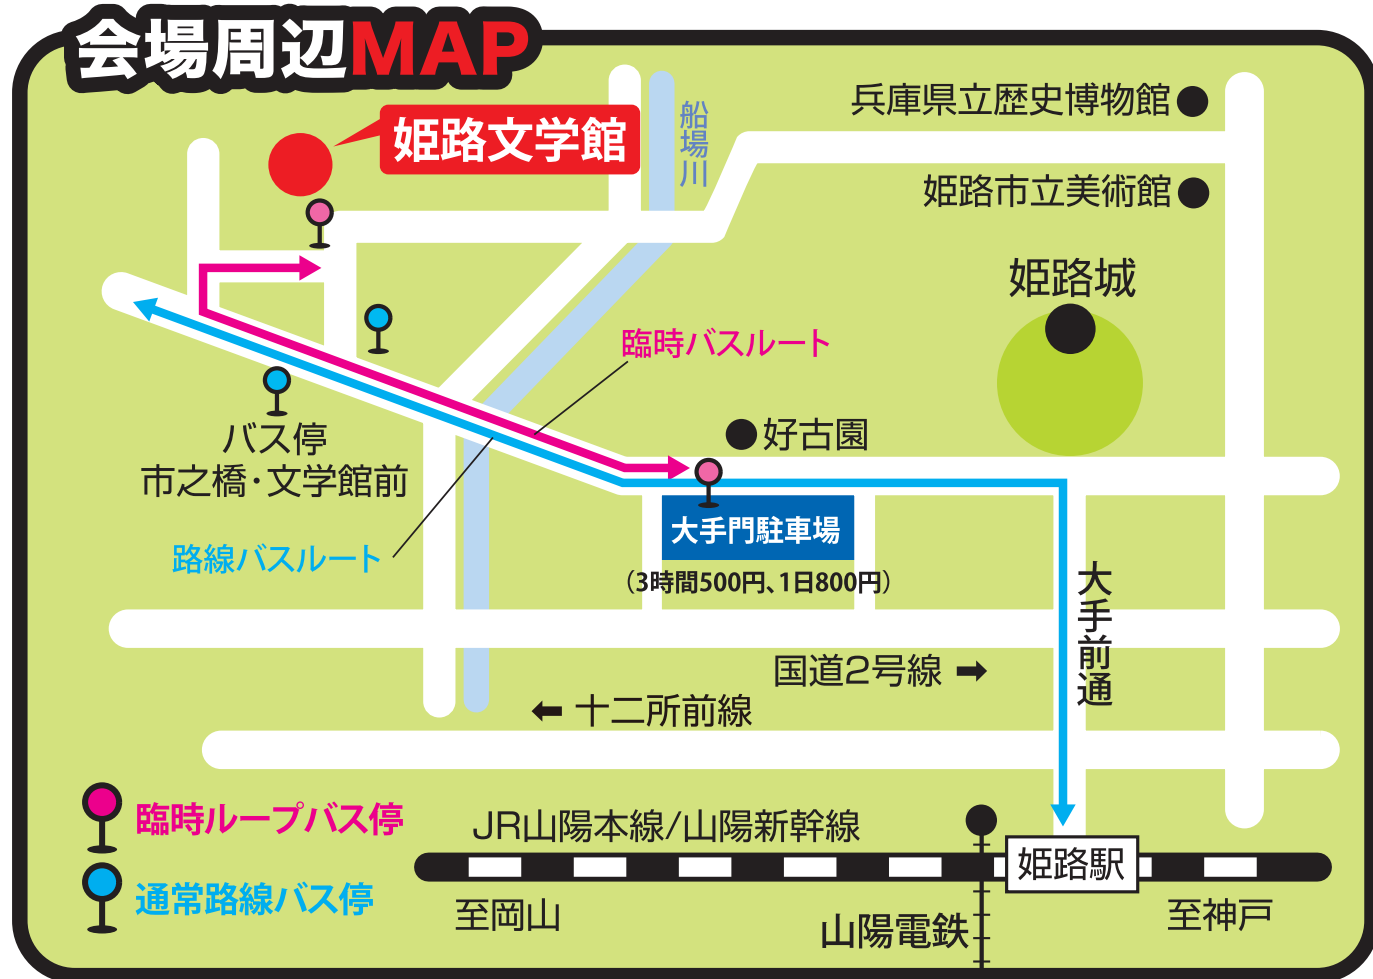 会場周辺MAP
姫路文学館
船場川
兵庫県立歴史博物館
姫路市立美術館
姫路城
臨時バスルート
好古園
バス停
市之橋・文学館前
路線バスルート
大手門駐車場
（3時間500円、1日800円）
大手前通
国道2号線
十二所前線
臨時ループバス停
通常路線バス停
JR山陽本線/山陽新幹線
姫路駅
至岡山
山陽電鉄
至神戸